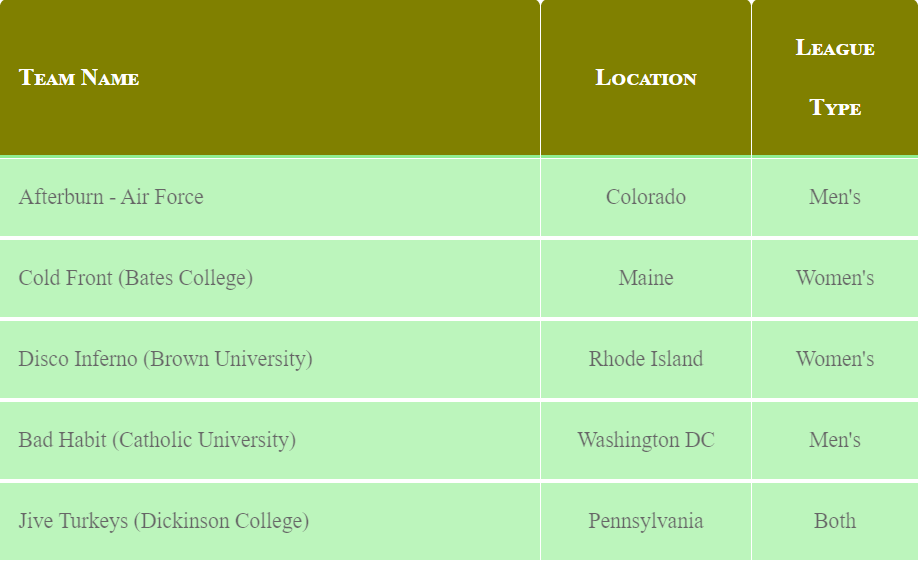 Team Name Location League Type
Afterburn - Air Force Colorado Men's
Cold Front (Bates College) Maine Women's
Disco Inferno (Brown University) Rhode Island Women's
Bad Habit (Catholic University) Washington DC Men's
Jive Turkeys (Dickinson College) Pennsylvania Both